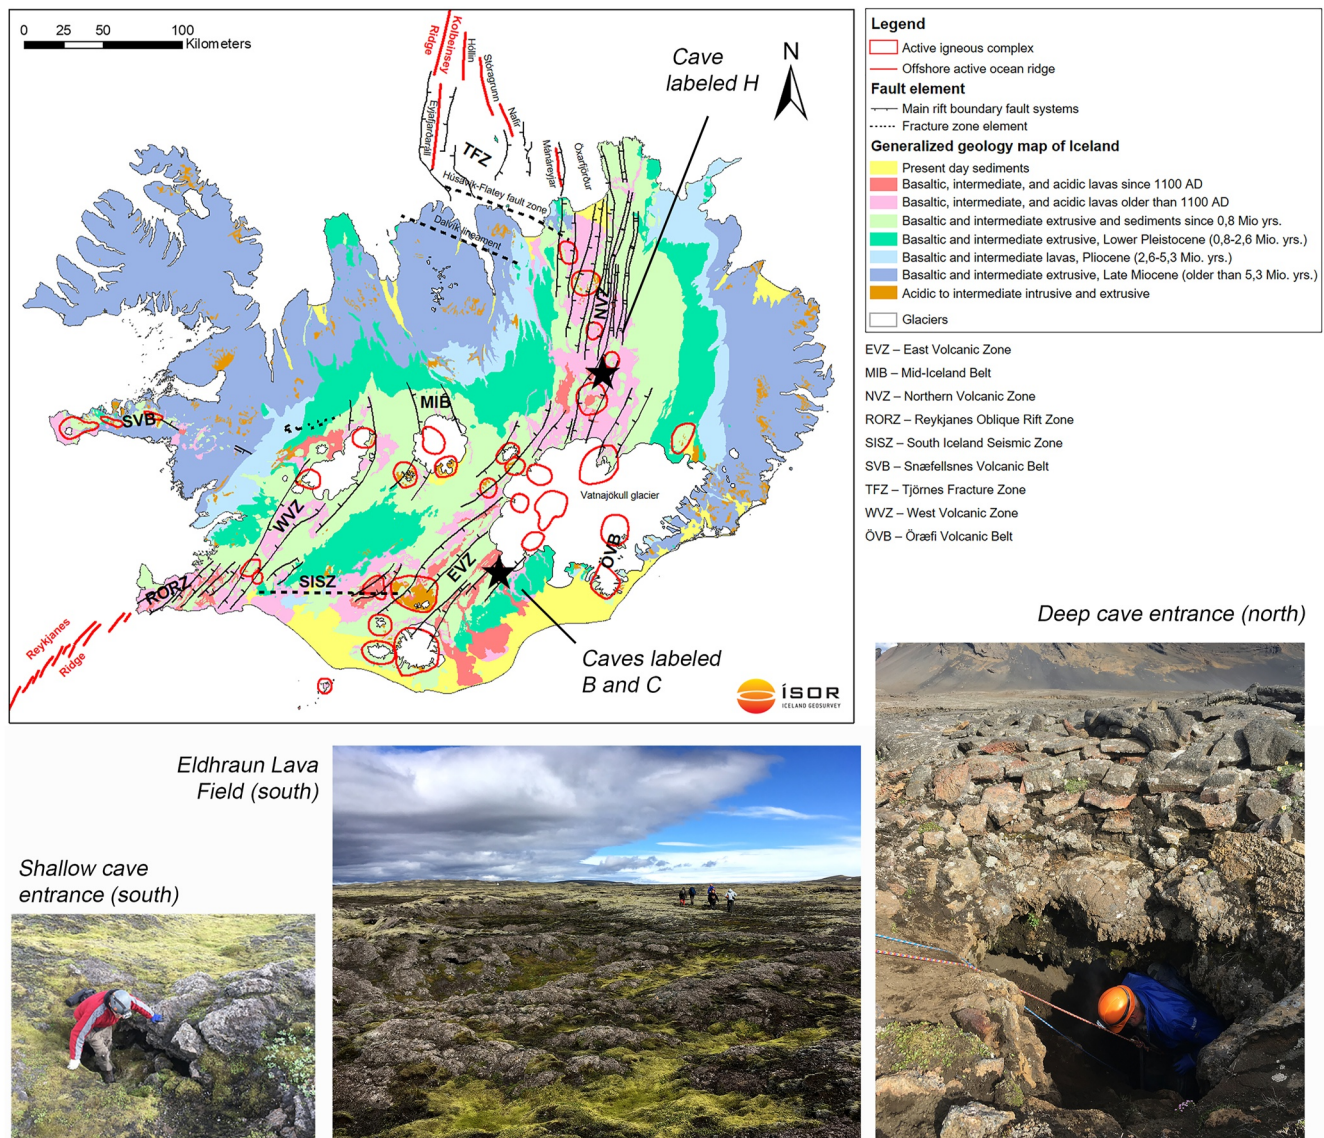 0 25 50 100
Kilometers
Kolbeinsey
Ridge
Hóllin
Stóragrunn
Nafir
Eyjafjarðaráll
TFZ
Mánáreyjar
Öxarfjörður
Húsavík-Flatey fault zone
Dalvík lineament
Cave
labeled H
N
NVZ
MIB
SVB
WVZ
Vatnajökull glacier
ÖVB
EVZ
SISZ
RORZ
Reykjanes
Ridge
Caves labeled
B and C
ÍSOR
ICELAND GEOSURVEY
Legend
Active igneous complex
Offshore active ocean ridge
Fault element
Main rift boundary fault systems
Fracture zone element
Generalized geology map of Iceland
Present day sediments
Basaltic, intermediate, and acidic lavas since 1100 AD
Basaltic, intermediate, and acidic lavas older than 1100 AD
Basaltic and intermediate extrusive and sediments since 0,8 Mio yrs.
Basaltic and intermediate extrusive, Lower Pleistocene (0,8-2,6 Mio. yrs.)
Basaltic and intermediate lavas, Pliocene (2,6-5,3 Mio. yrs.)
Basaltic and intermediate extrusive, Late Miocene (older than 5,3 Mio. yrs.)
Acidic to intermediate intrusive and extrusive
Glaciers
EVZ – East Volcanic Zone
MIB – Mid-Iceland Belt
NVZ – Northern Volcanic Zone
RORZ – Reykjanes Oblique Rift Zone
SISZ – South Iceland Seismic Zone
SVB – Snæfellsnes Volcanic Belt
TFZ – Tjörnes Fracture Zone
WVZ – West Volcanic Zone
ÖVB – Öræfi Volcanic Belt
Deep cave entrance (north)
Eldhraun Lava
Field (south)
Shallow cave
entrance (south)